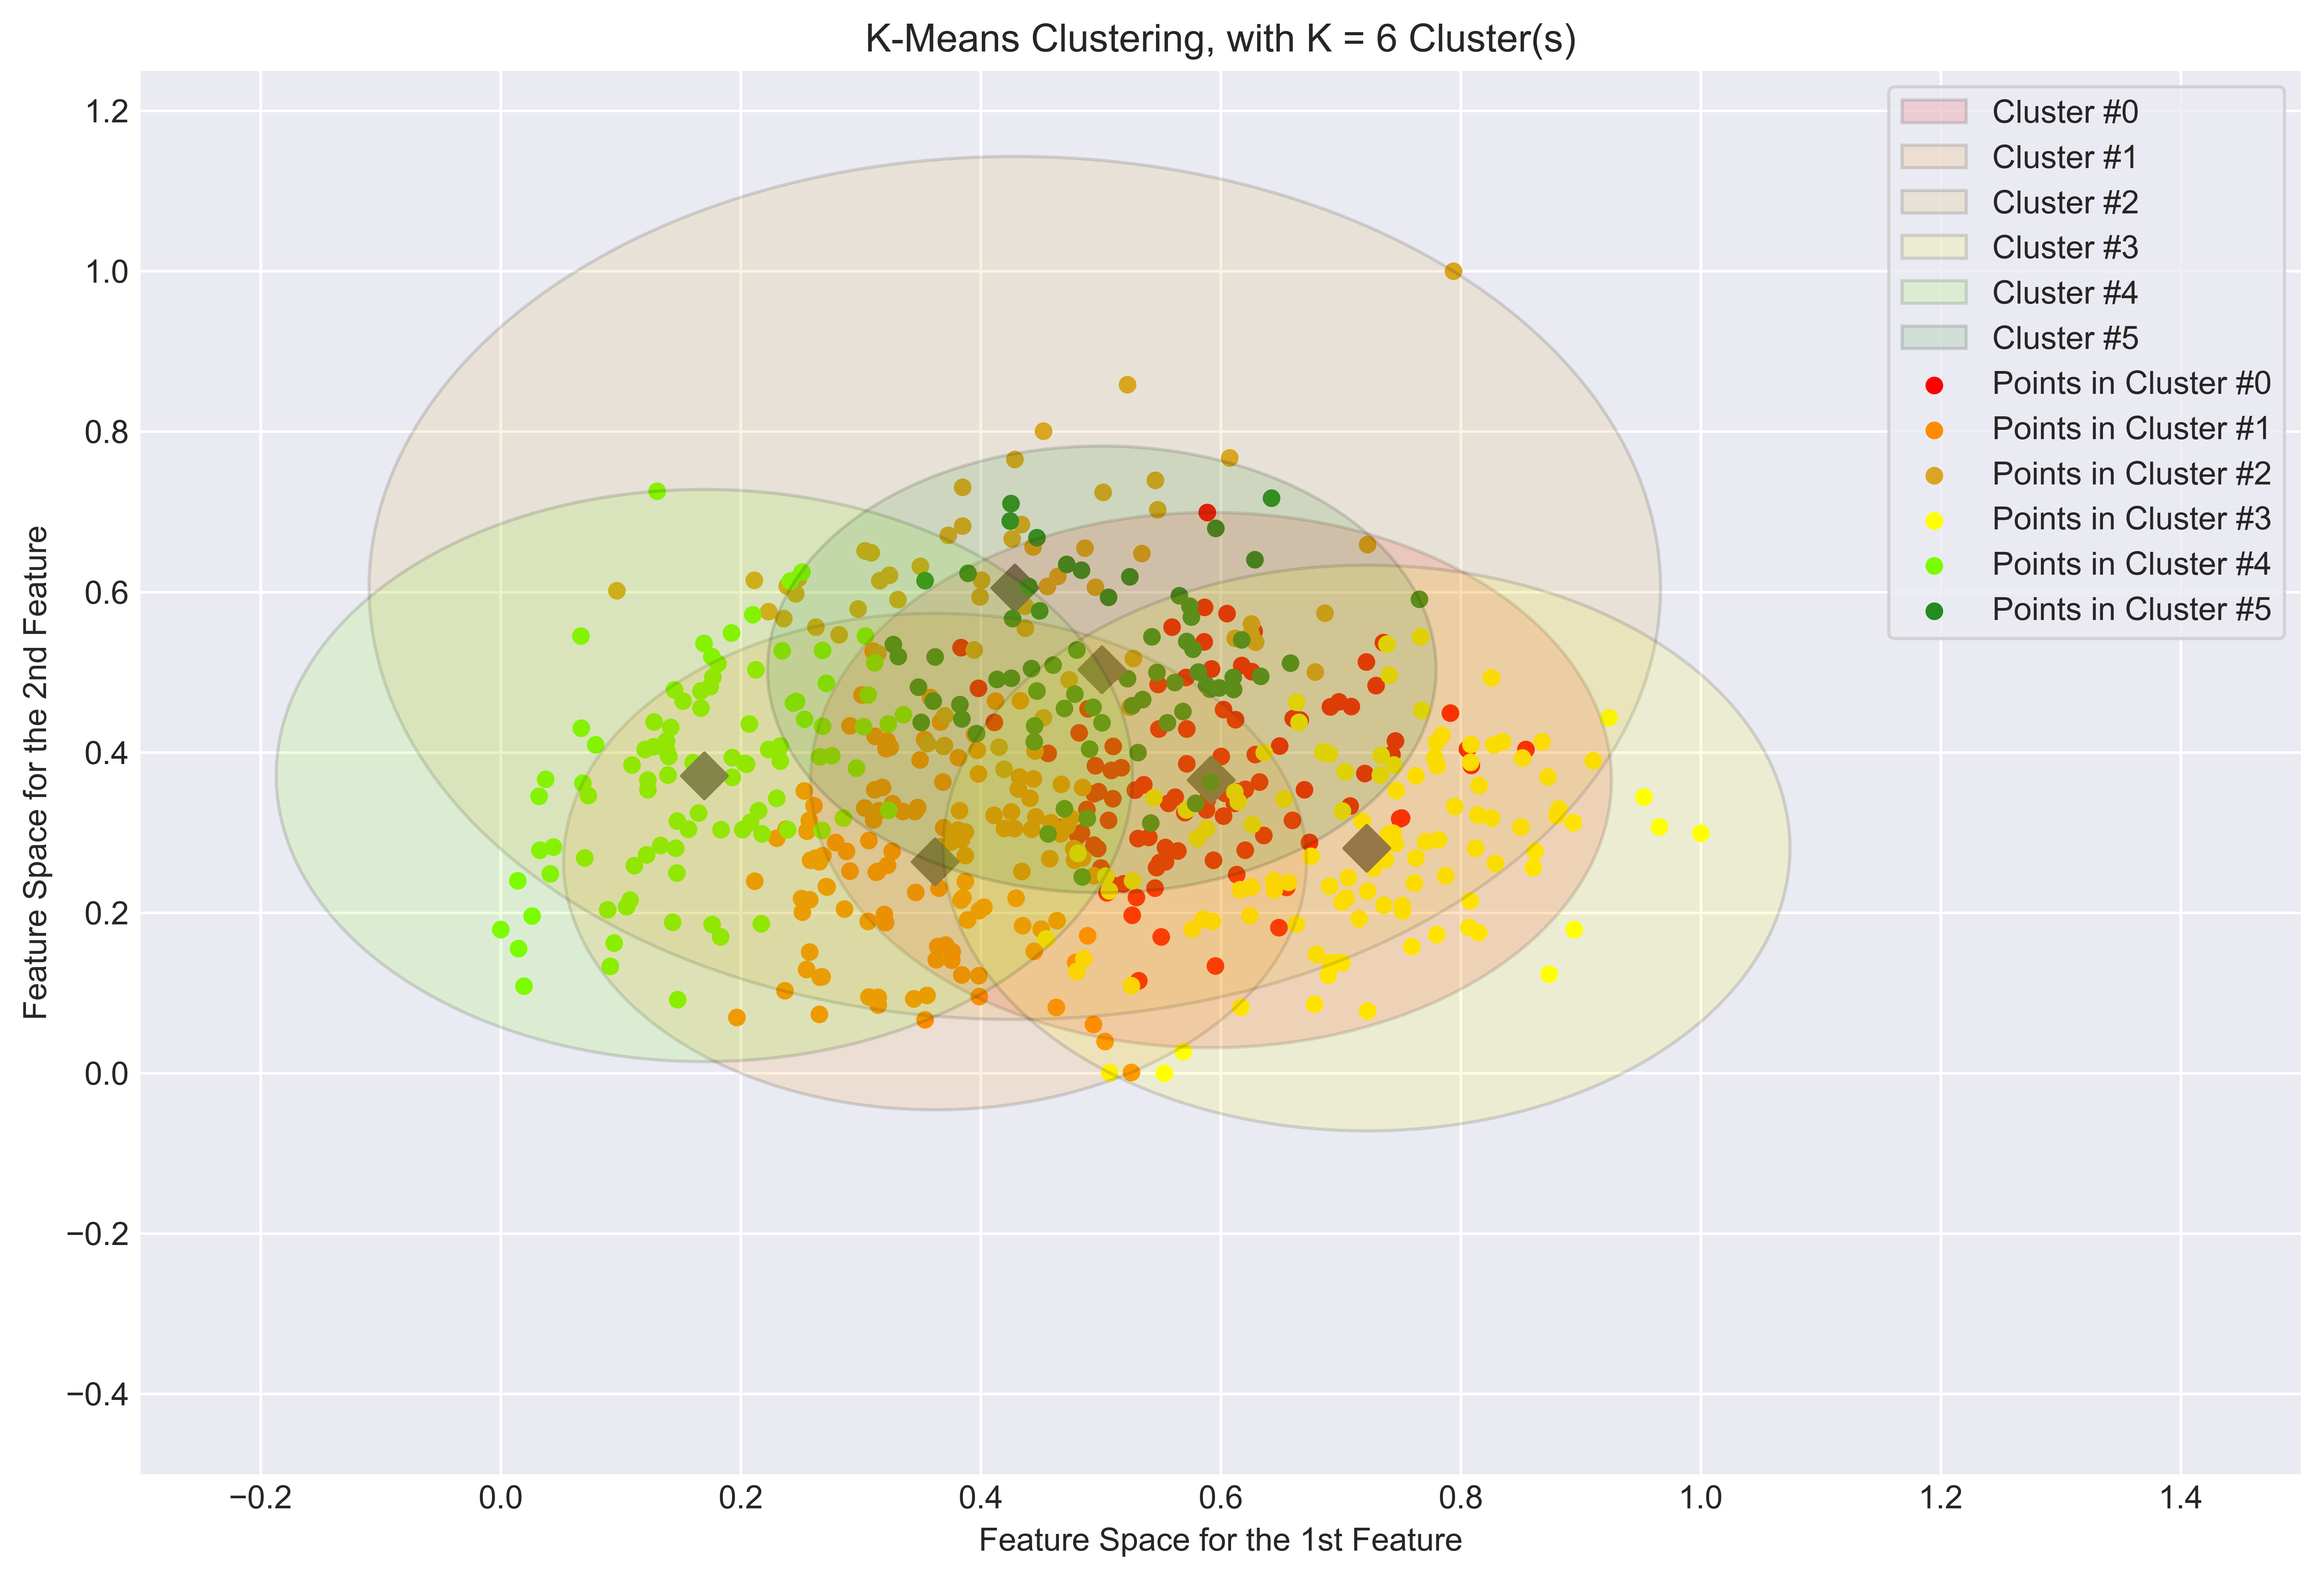 K-Means Clustering, with K = 6 Cluster(s)
Cluster #0
Cluster #1
Cluster #2
Cluster #3
Cluster #4
Cluster #5
Points in Cluster #0
Points in Cluster #1
Points in Cluster #2
Points in Cluster #3
Points in Cluster #4
Points in Cluster #5
Feature Space for the 2nd Feature
1.2
1.0
0.8
0.6
0.4
0.2
0.0
−0.2
−0.4
−0.2 0.0 0.2 0.4 0.6 0.8 1.0 1.2 1.4
Feature Space for the 1st Feature